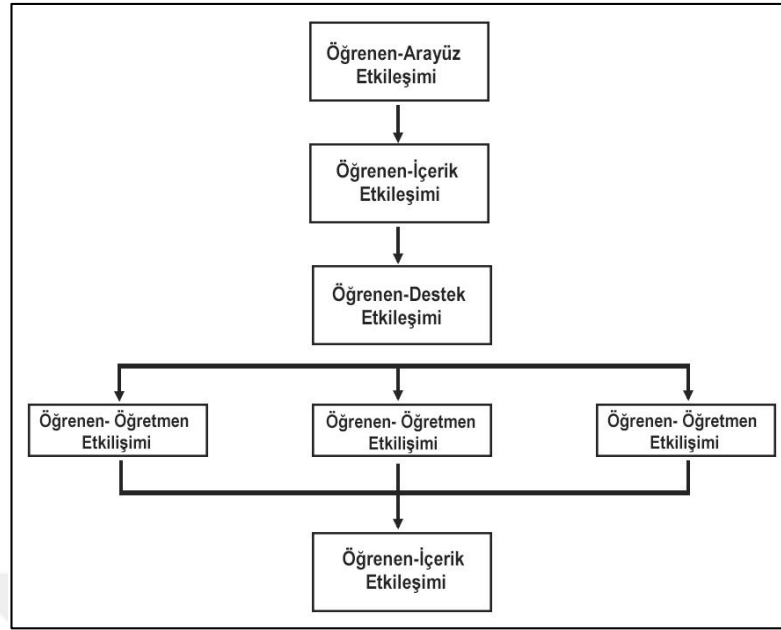 Öğrenen-Arayüz
Etkileşimi
Öğrenen-İçerik
Etkileşimi
Öğrenen-Destek
Etkileşimi
Öğrenen- Öğretmen
Etkilişimi
Öğrenen- Öğretmen
Etkilişimi
Öğrenen- Öğretmen
Etkilişimi
Öğrenen-İçerik
Etkileşimi